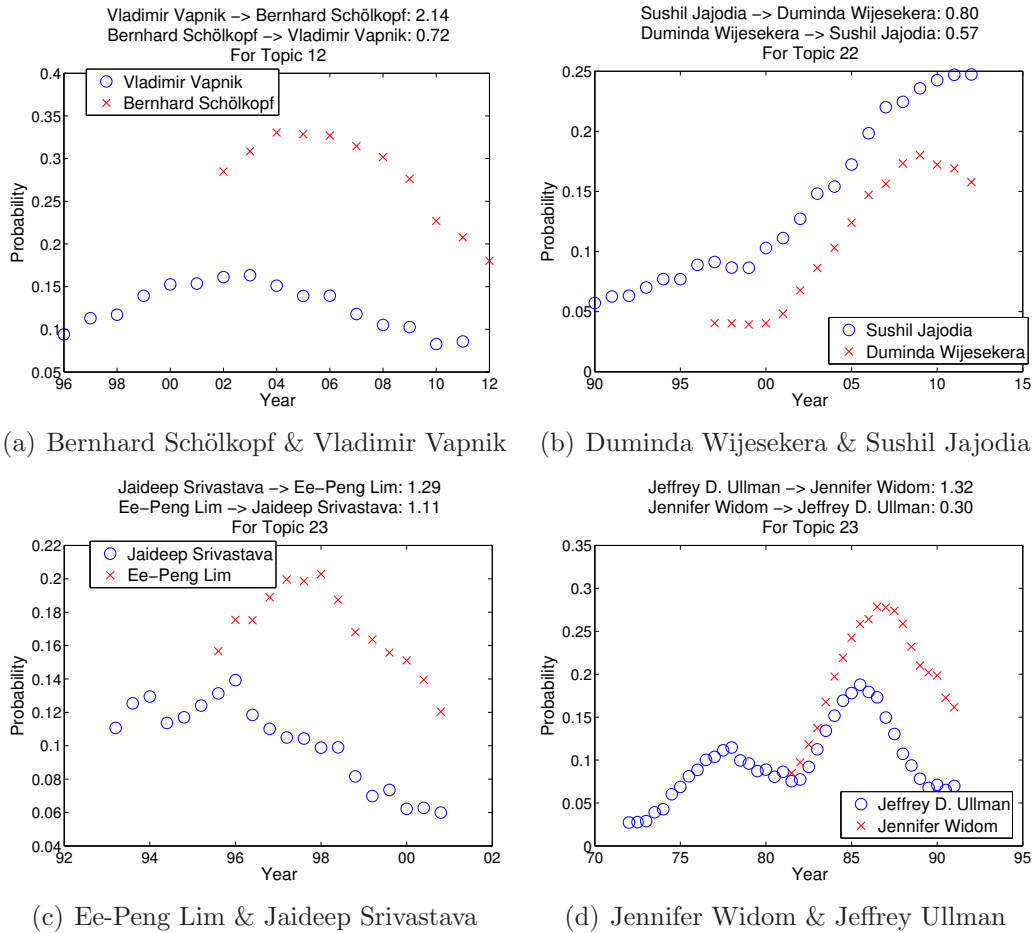 Vladimir Vapnik −> Bernhard Schölkopf: 2.14
Bernhard Schölkopf −> Vladimir Vapnik: 0.72
For Topic 12
0.4
0.35
0.3
0.25
0.2
0.15
0.1
0.05
Probability
Vladimir Vapnik
Bernhard Schölkopf
96 98 00 02 04 06 08 10 12
Year
(a) Bernhard Schölkopf & Vladimir Vapnik
Sushil Jajodia −> Duminda Wijesekera: 0.80
Duminda Wijesekera −> Sushil Jajodia: 0.57
For Topic 22
0.25
0.2
0.15
0.1
0.05
0
Probability
Sushil Jajodia
Duminda Wijesekera
90 95 00 05 10 15
Year
(b) Duminda Wijesekera & Sushil Jajodia
Jaideep Srivastava −> Ee−Peng Lim: 1.29
Ee−Peng Lim −> Jaideep Srivastava: 1.11
For Topic 23
0.22
0.2
0.18
0.16
0.14
0.12
0.1
0.08
0.06
0.04
Probability
Jaideep Srivastava
Ee−Peng Lim
92 94 96 98 00 02
Year
(c) Ee-Peng Lim & Jaideep Srivastava
Jeffrey D. Ullman −> Jennifer Widom: 1.32
Jennifer Widom −> Jeffrey D. Ullman: 0.30
For Topic 23
0.35
0.3
0.25
0.2
0.15
0.1
0.05
0
Probability
Jeffrey D. Ullman
Jennifer Widom
70 75 80 85 90 95
Year
(d) Jennifer Widom & Jeffrey Ullman